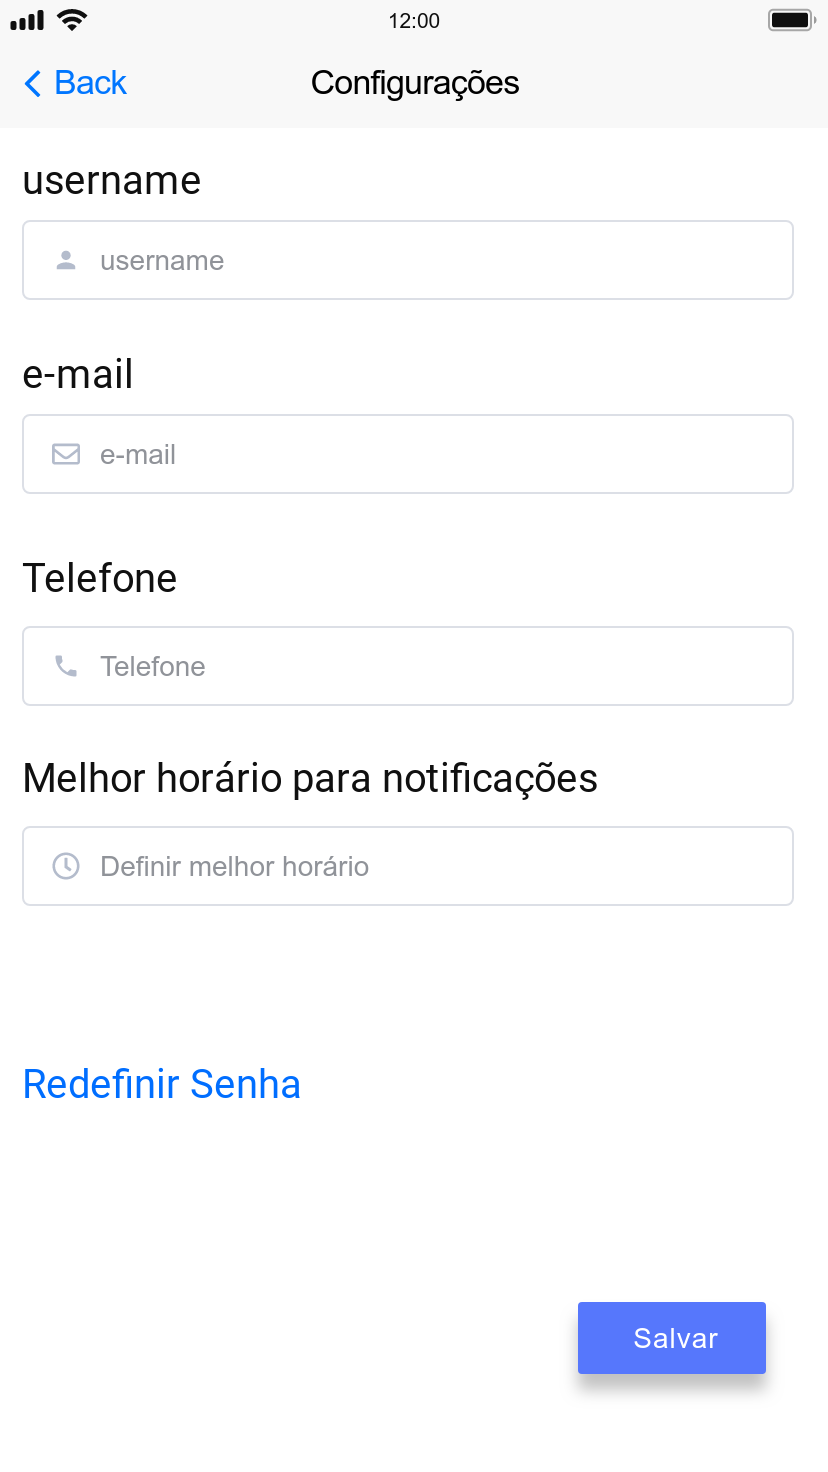 12:00
Back
Configurações
username
username
e-mail
e-mail
Telefone
Telefone
Melhor horário para notificações
Definir melhor horário
Redefinir Senha
Salvar